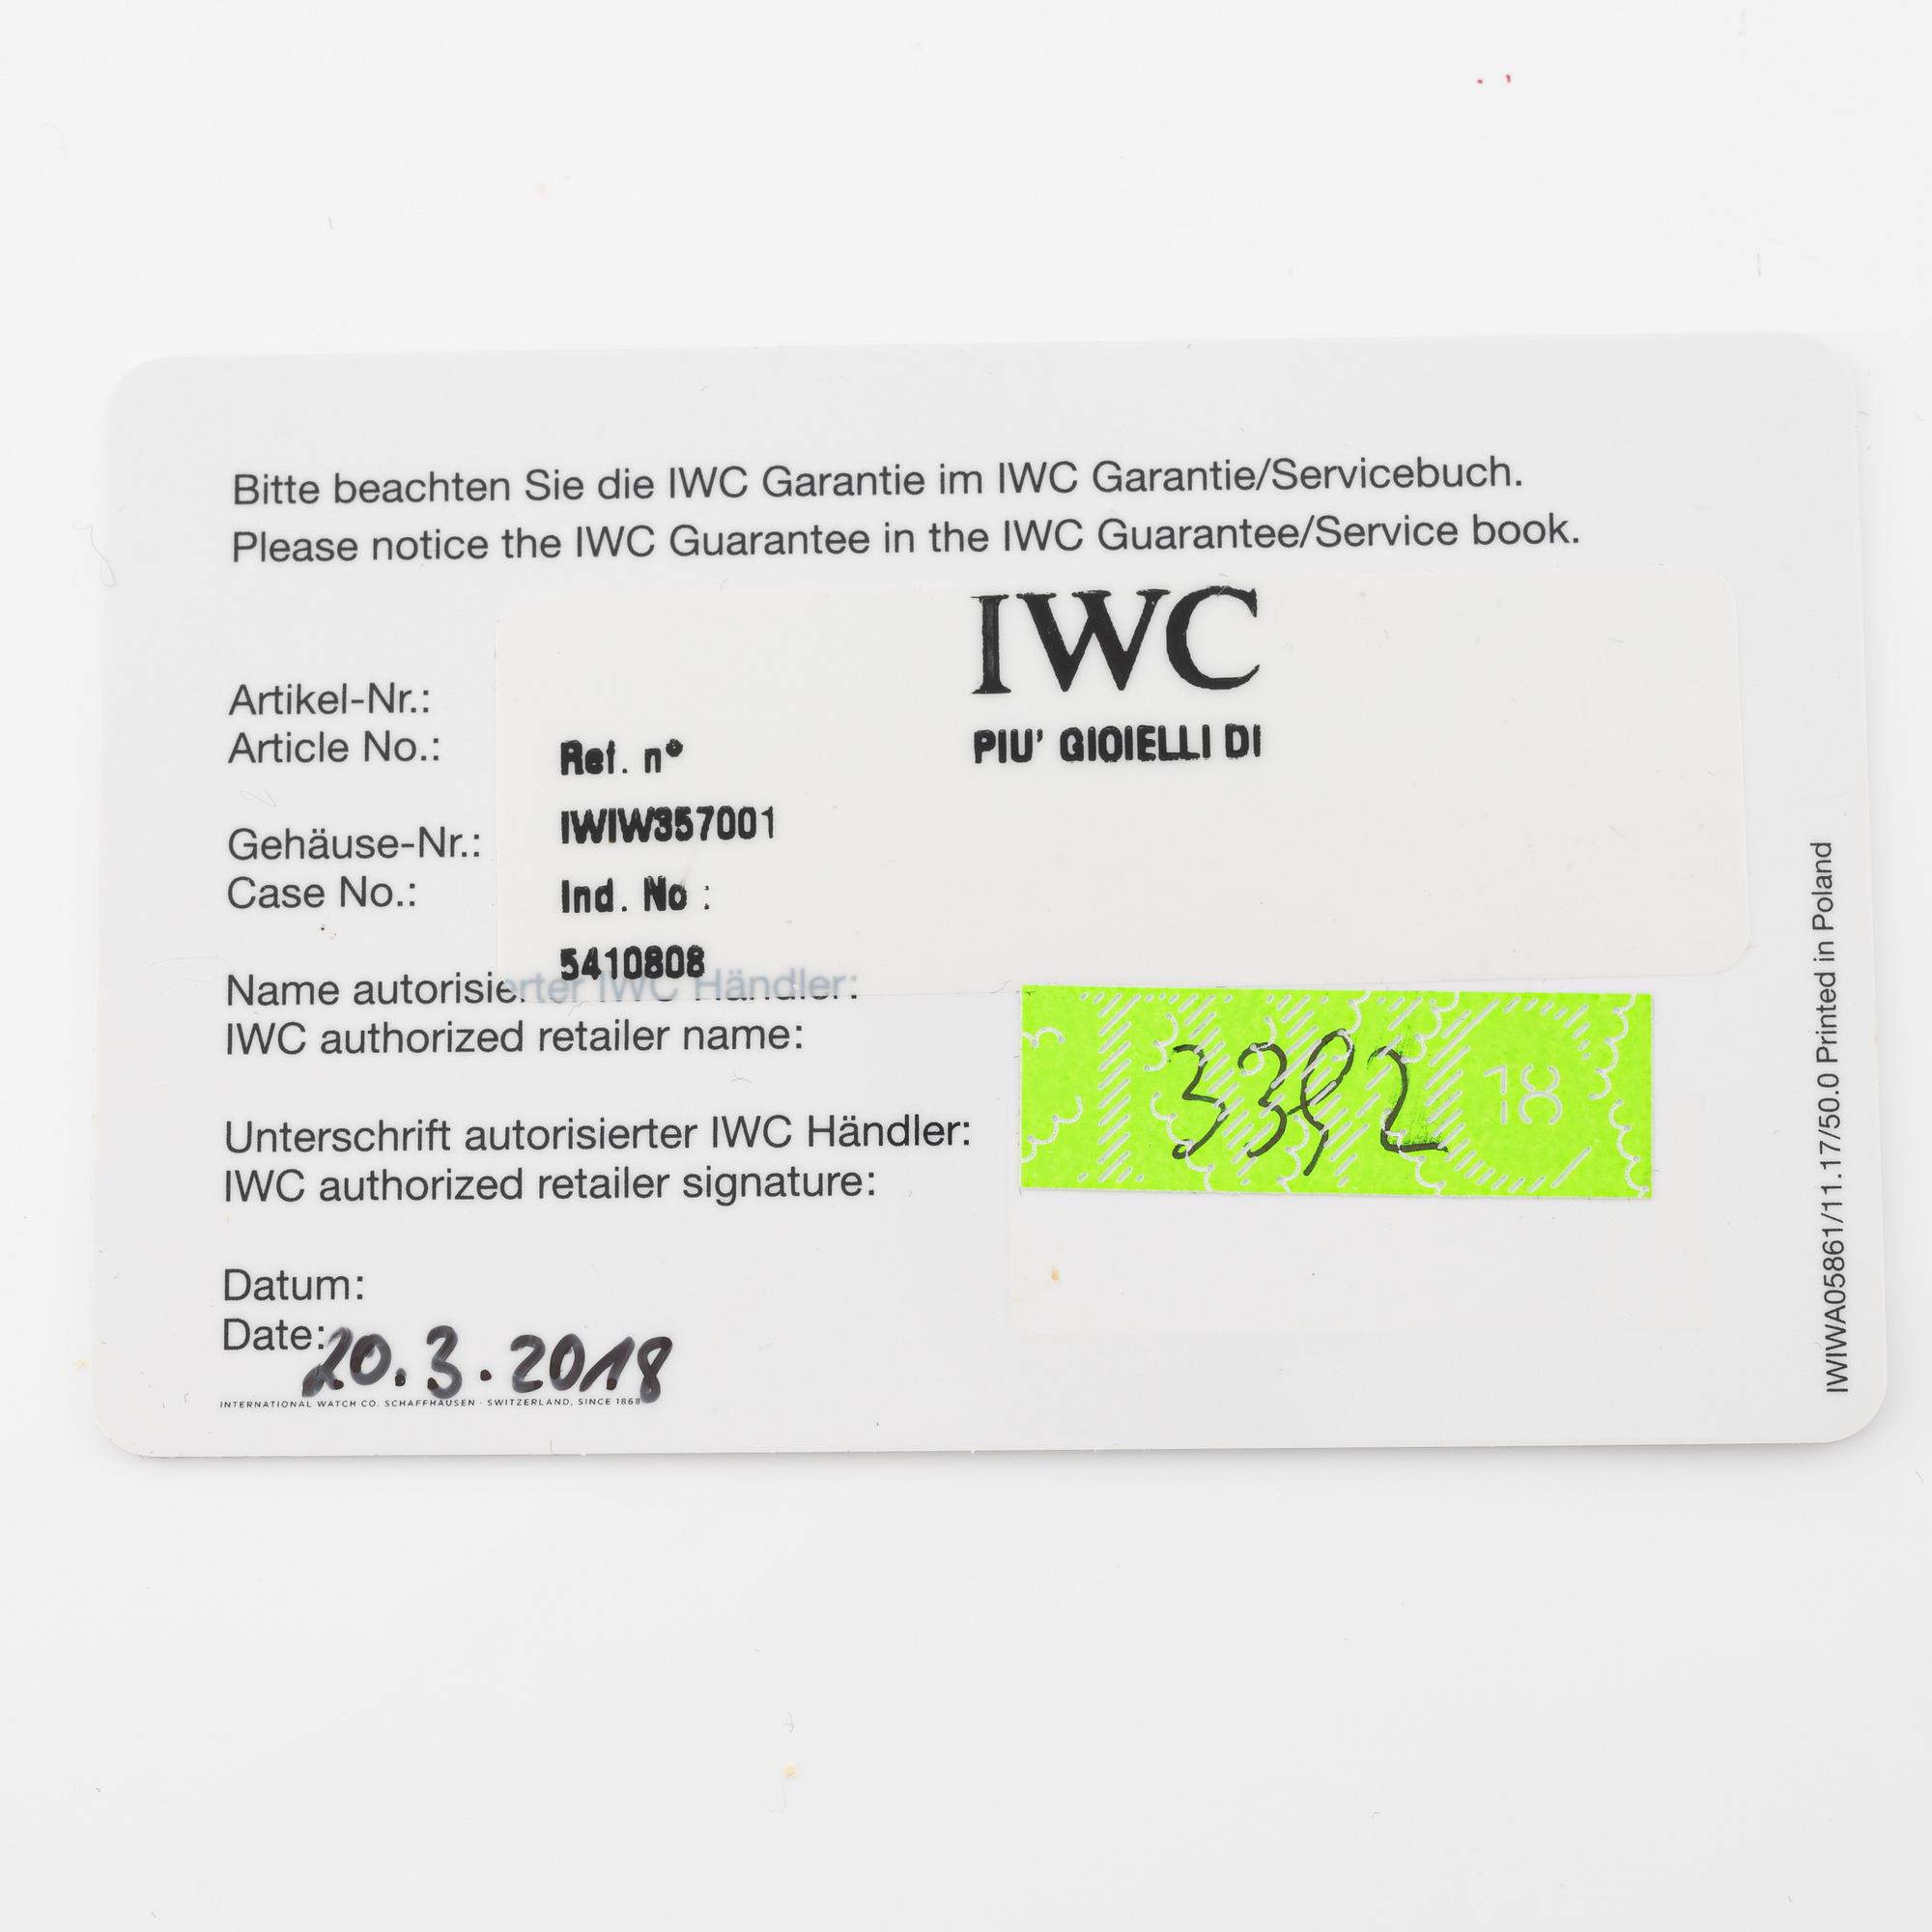 Bitte beachten Sie die IWC Garantie im IWC Garantie/Servicebuch.
Please notice the IWC Guarantee in the IWC Guarantee/Service book.
IWC
PIU' GIOIELLI DI
Artikel-Nr.:
Article No.:
Ref. n°
IWIW357001
Gehäuse-Nr.:
Case No.:
Ind. No :
5410808
Name autorisierter IWC Händler:
IWC authorized retailer name:
Unterschrift autorisierter IWC Händler:
IWC authorized retailer signature:
Datum:
Date: 20.3.2018
INTERNATIONAL WATCH CO. SCHAFFHAUSEN · SWITZERLAND, SINCE 1868
IWIWA05861/11.17/50.0 Printed in Poland